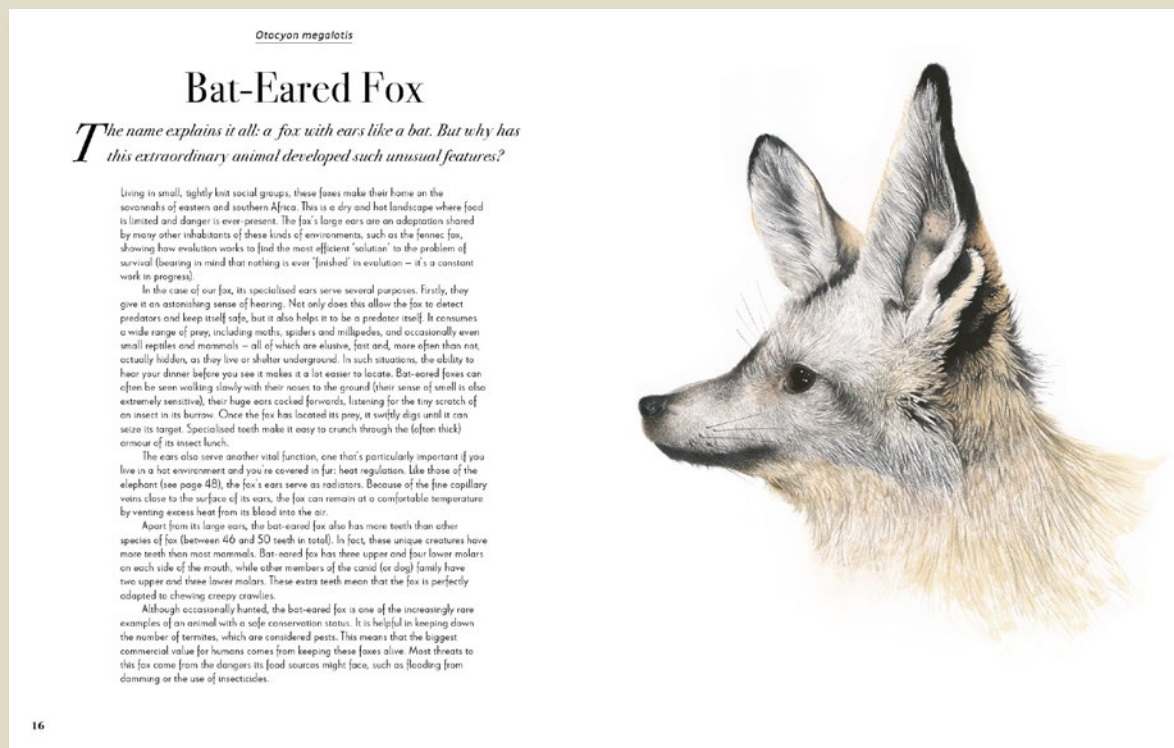 Otocyon megalotis
Bat-Eared Fox
The name explains it all: a fox with ears like a bat. But why has
this extraordinary animal developed such unusual features?
Living in small, tightly knit social groups, these foxes make their home on the
savannahs of eastern and southern Africa. This is a dry and hot landscape where food
is limited and danger is ever-present. The fox's large ears are an adaptation shared
by many other inhabitants of these kinds of environments, such as the fennec fox,
showing how evolution works to find the most efficient 'solution' to the problem of
survival (bearing in mind that nothing is ever 'finished' in evolution – it's a constant
work in progress).
In the case of our fox, its specialised ears serve several purposes. Firstly, they
give it an astonishing sense of hearing. Not only does this allow the fox to detect
predators and keep itself safe, but it also helps it to be a predator itself. It consumes
a wide range of prey, including moths, spiders and millipedes, and occasionally even
small reptiles and mammals – all of which are elusive, fast and, more often than not,
actually hidden, as they live or shelter underground. In such situations, the ability to
hear your dinner before you see it makes it a lot easier to locate. Bat-eared foxes can
often be seen walking slowly with their noses to the ground (their sense of smell is also
extremely sensitive), their huge ears cocked forwards, listening for the tiny scratch of
an insect in its burrow. Once the fox has located its prey, it swiftly digs until it can
seize its target. Specialised teeth make it easy to crunch through the (often thick)
armour of its insect lunch.
The ears also serve another vital function, one that's particularly important if you
live in a hot environment and you're covered in fur: heat regulation. Like those of the
elephant (see page 48), the fox's ears serve as radiators. Because of the fine capillary
veins close to the surface of its ears, the fox can remain at a comfortable temperature
by venting excess heat from its blood into the air.
Apart from its large ears, the bat-eared fox also has more teeth than other
species of fox (between 46 and 50 teeth in total). In fact, these unique creatures have
more teeth than most mammals. Bat-eared fox has three upper and four lower molars
on each side of the mouth, while other members of the canid (or dog) family have
two upper and three lower molars. These extra teeth mean that the fox is perfectly
adapted to chewing creepy crawlies.
Although occasionally hunted, the bat-eared fox is one of the increasingly rare
examples of an animal with a safe conservation status. It is helpful in keeping down
the number of termites, which are considered pests. This means that the biggest
commercial value for humans comes from keeping these foxes alive. Most threats to
this fox come from the dangers its food sources might face, such as flooding from
damming or the use of insecticides.
16